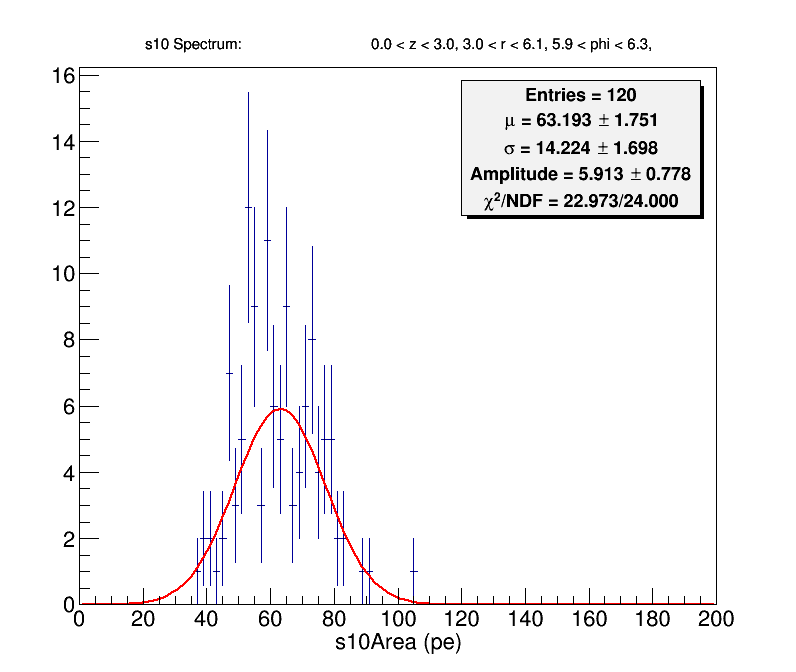 s10 Spectrum: 0.0 < z < 3.0, 3.0 < r < 6.1, 5.9 < phi < 6.3,
Entries = 120
μ = 63.193 ± 1.751
σ = 14.224 ± 1.698
Amplitude = 5.913 ± 0.778
χ²/NDF = 22.973/24.000
16
14
12
10
8
6
4
2
0
0 20 40 60 80 100 120 140 160 180 200
s10Area (pe)